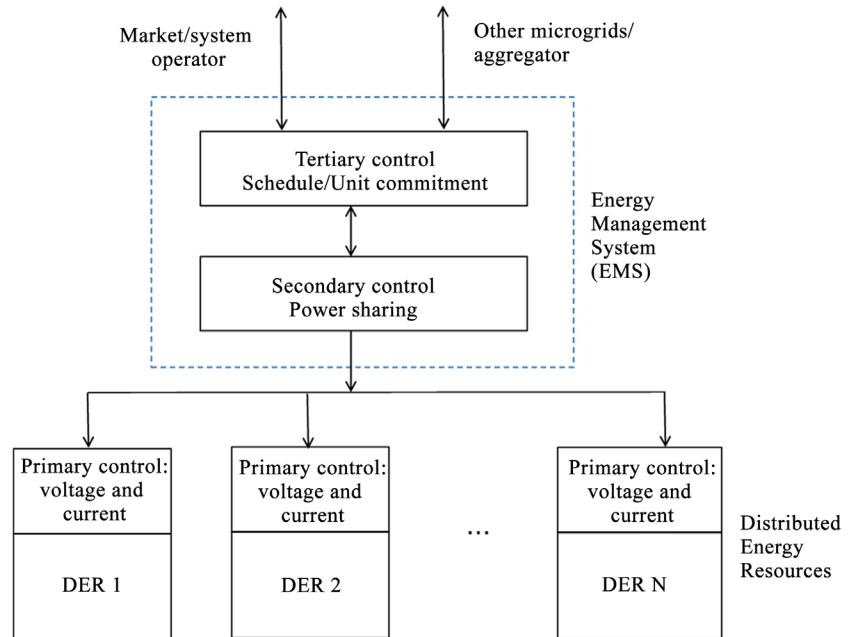 Market/system
operator
Other microgrids/
aggregator
Tertiary control
Schedule/Unit commitment
Energy
Management
System
(EMS)
Secondary control
Power sharing
Primary control:
voltage and
current
DER 1
Primary control:
voltage and
current
DER 2
...
Primary control:
voltage and
current
DER N
Distributed
Energy
Resources